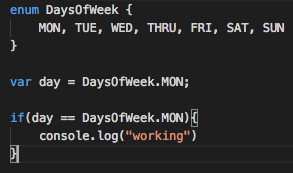 enum DaysOfWeek {
    MON, TUE, WED, THRU, FRI, SAT, SUN
}
var day = DaysOfWeek.MON;
if(day == DaysOfWeek.MON){
    console.log("working")
}